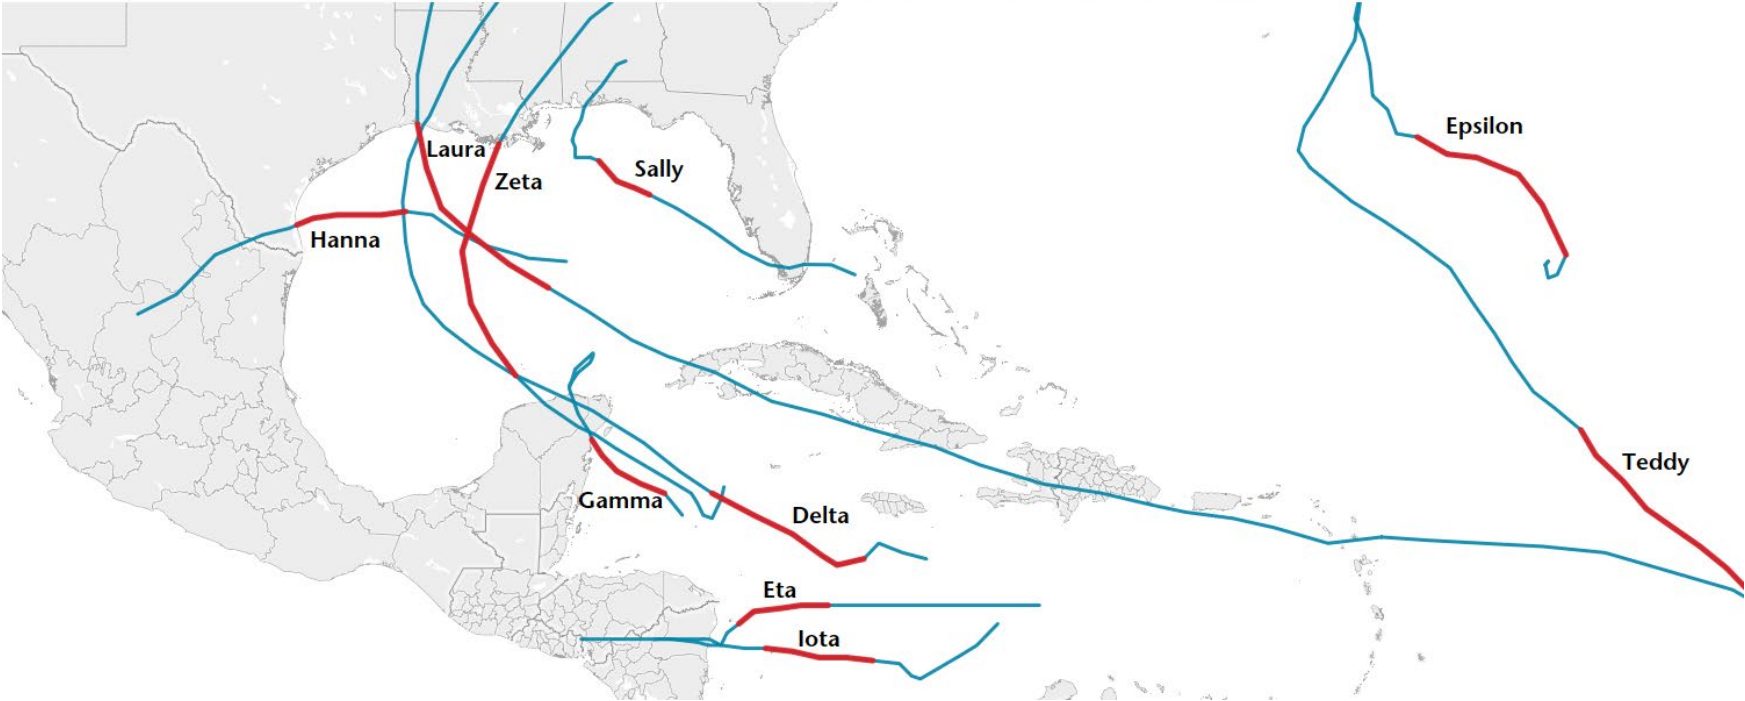 Epsilon
Laura
Sally
Zeta
Hanna
Teddy
Gamma
Delta
Eta
Iota